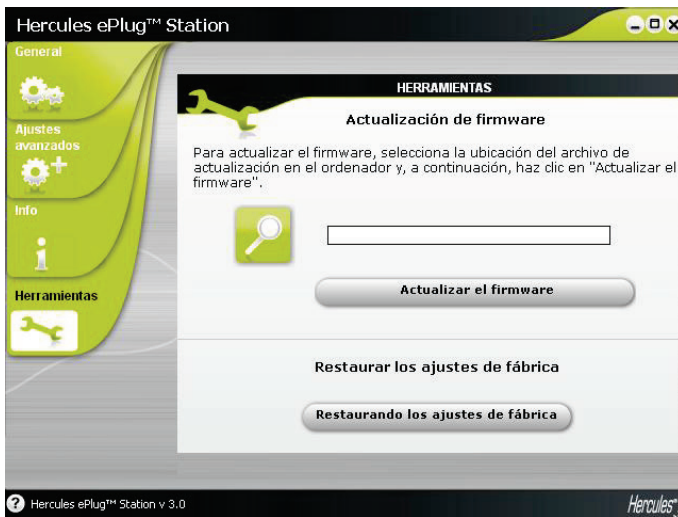 Hercules ePlug™ Station
General
Ajustes
avanzados
Info
Herramientas
HERRAMIENTAS
Actualización de firmware
Para actualizar el firmware, selecciona la ubicación del archivo de
actualización en el ordenador y, a continuación, haz clic en "Actualizar el
firmware".
Actualizar el firmware
Restaurar los ajustes de fábrica
Restaurando los ajustes de fábrica
? Hercules ePlug™ Station v 3.0
Hercules